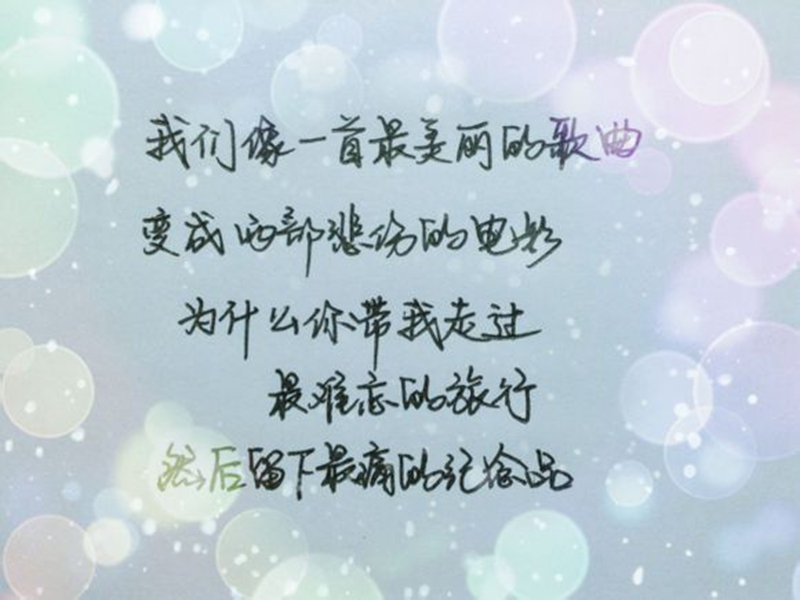 我们像一首最美丽的歌曲
变成两部悲伤的电影
为什么你带我走过
最难忘的旅行
然后留下最痛的纪念品